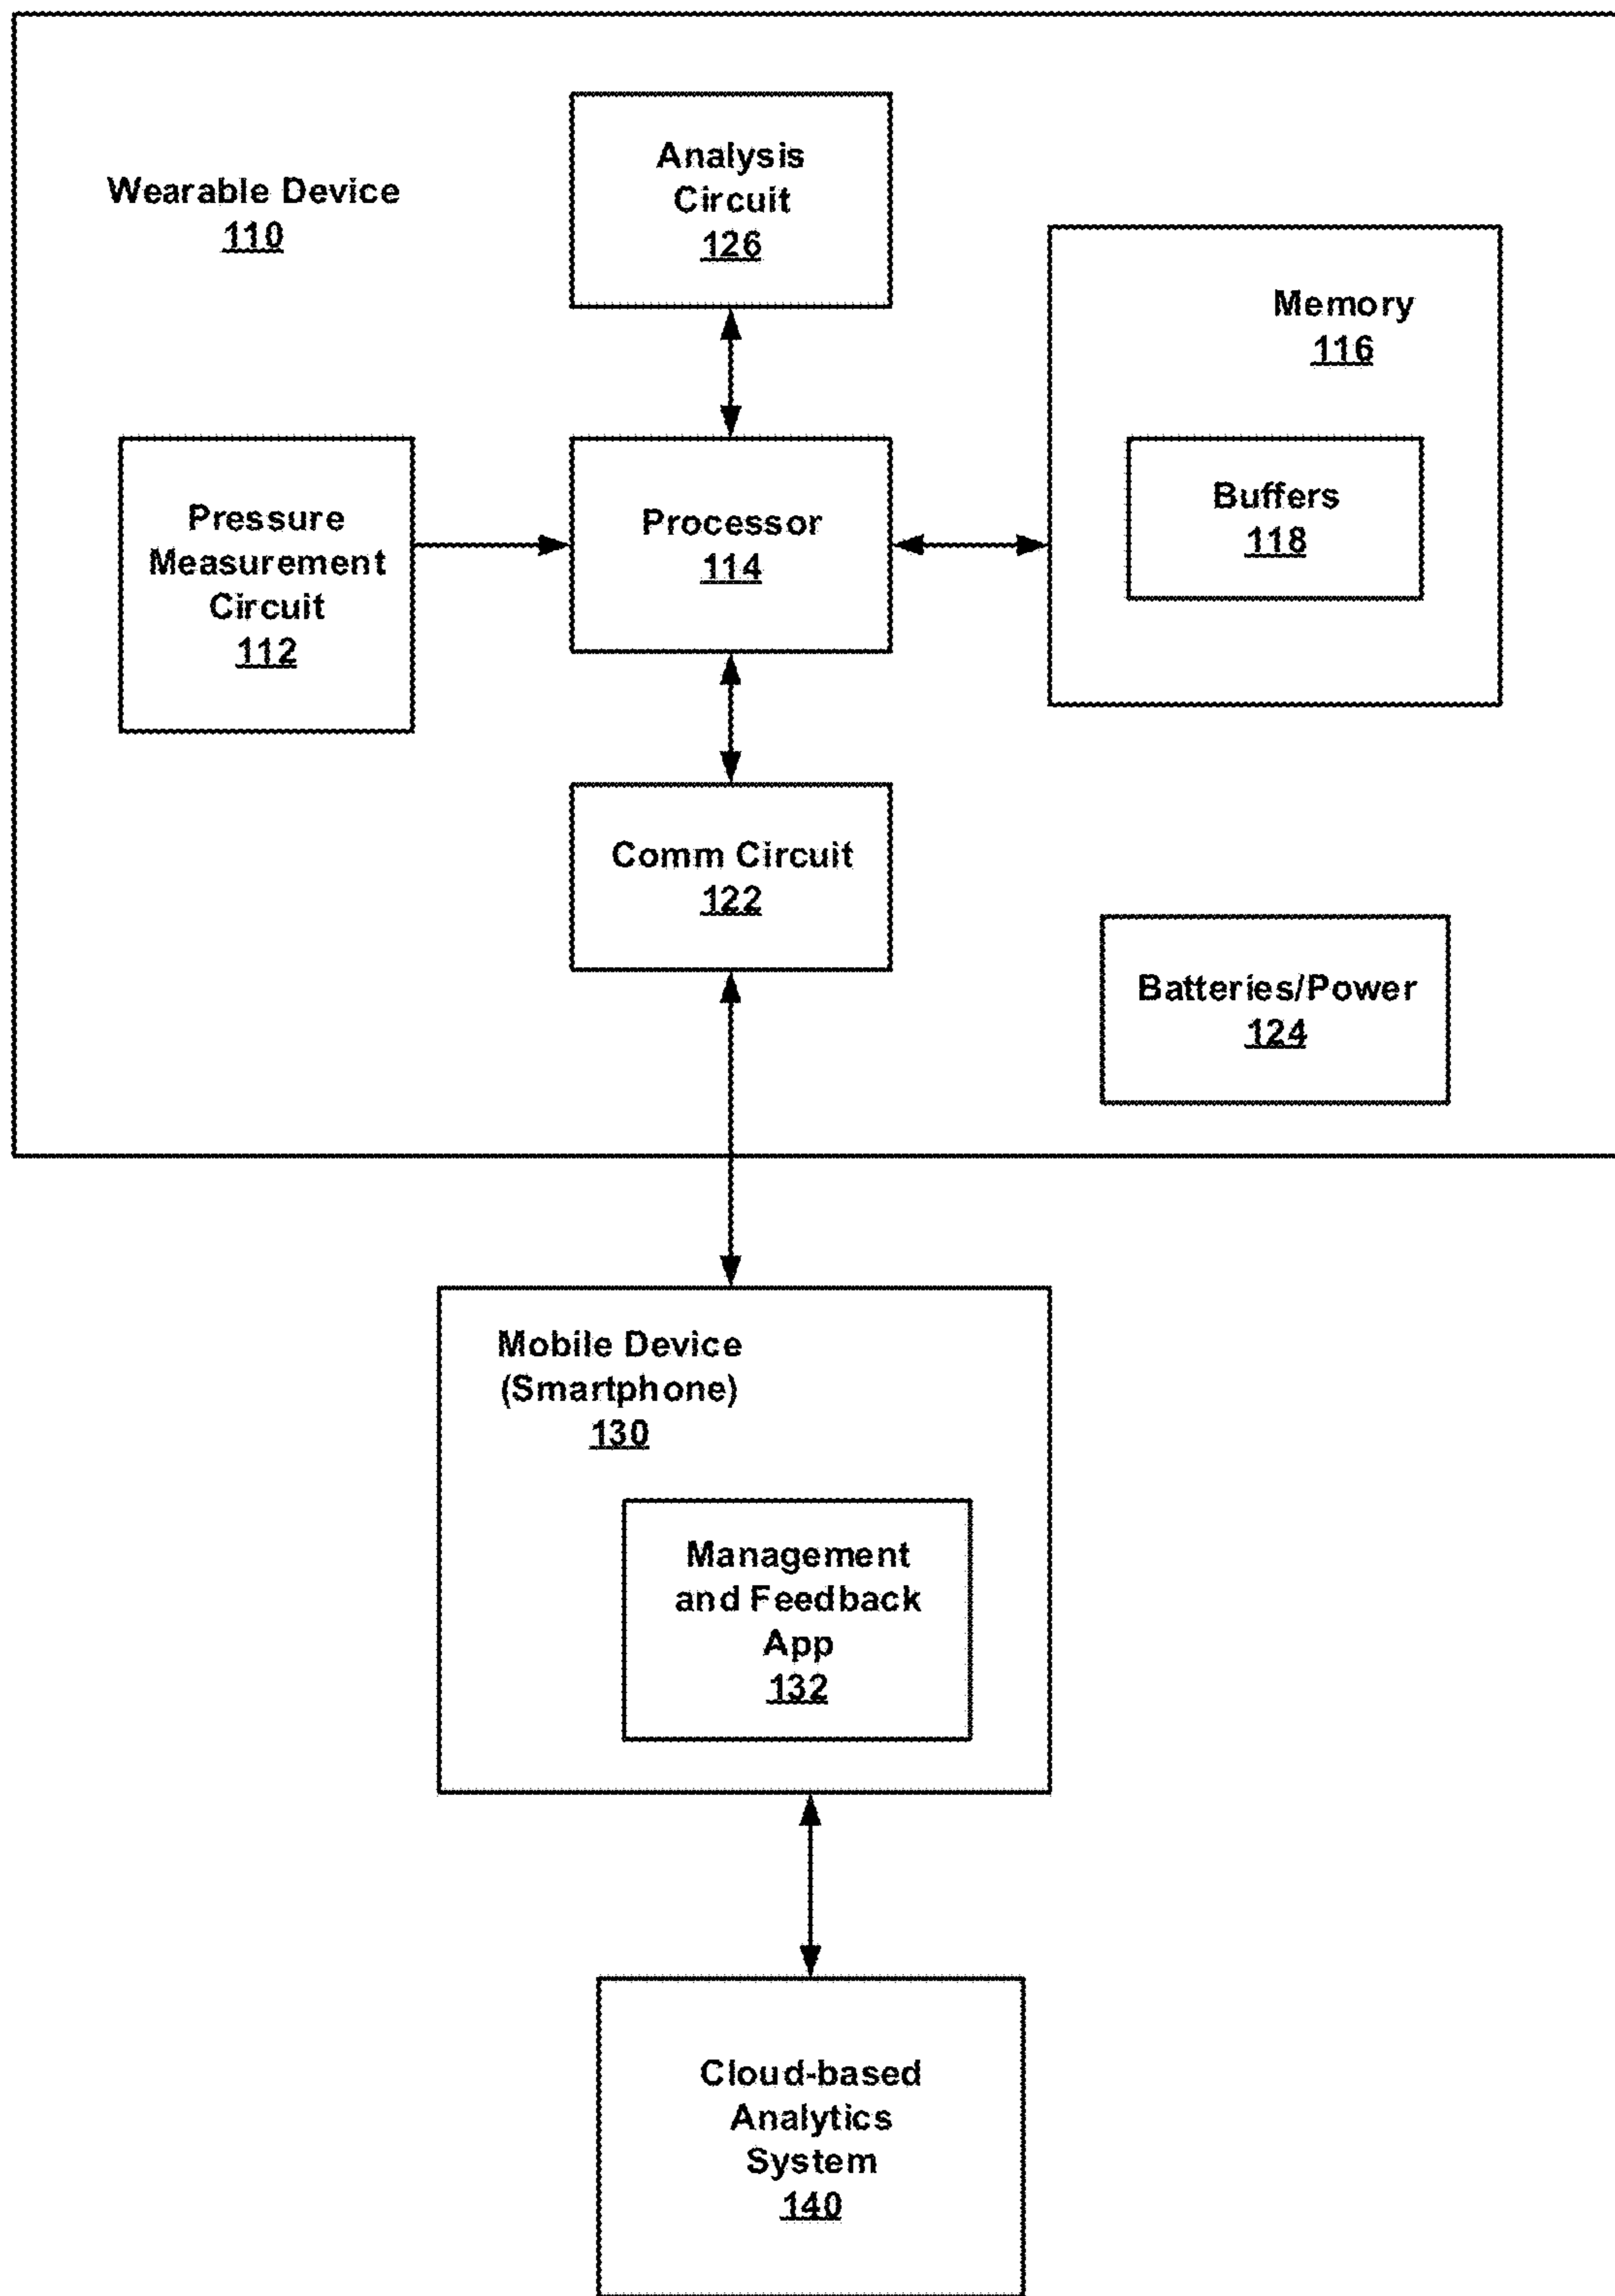 Wearable Device
110
Analysis
Circuit
126
Memory
116
Buffers
118
Pressure
Measurement
Circuit
112
Processor
114
Comm Circuit
122
Batteries/Power
124
Mobile Device
(Smartphone)
130
Management
and Feedback
App
132
Cloud-based
Analytics
System
140